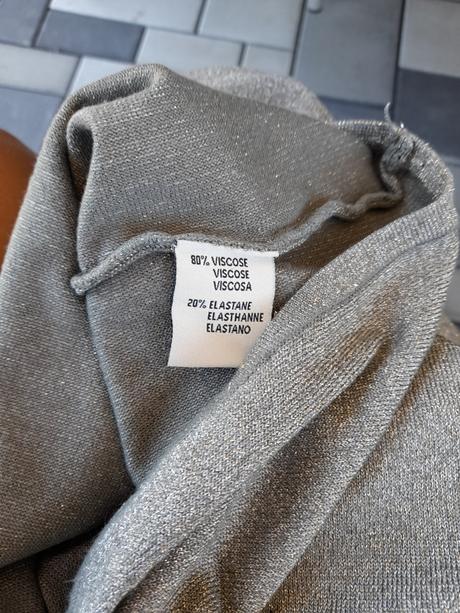 80% VISCOSE
VISCOSE
VISCOSA
20% ELASTANE
ELASTHANNE
ELASTANO